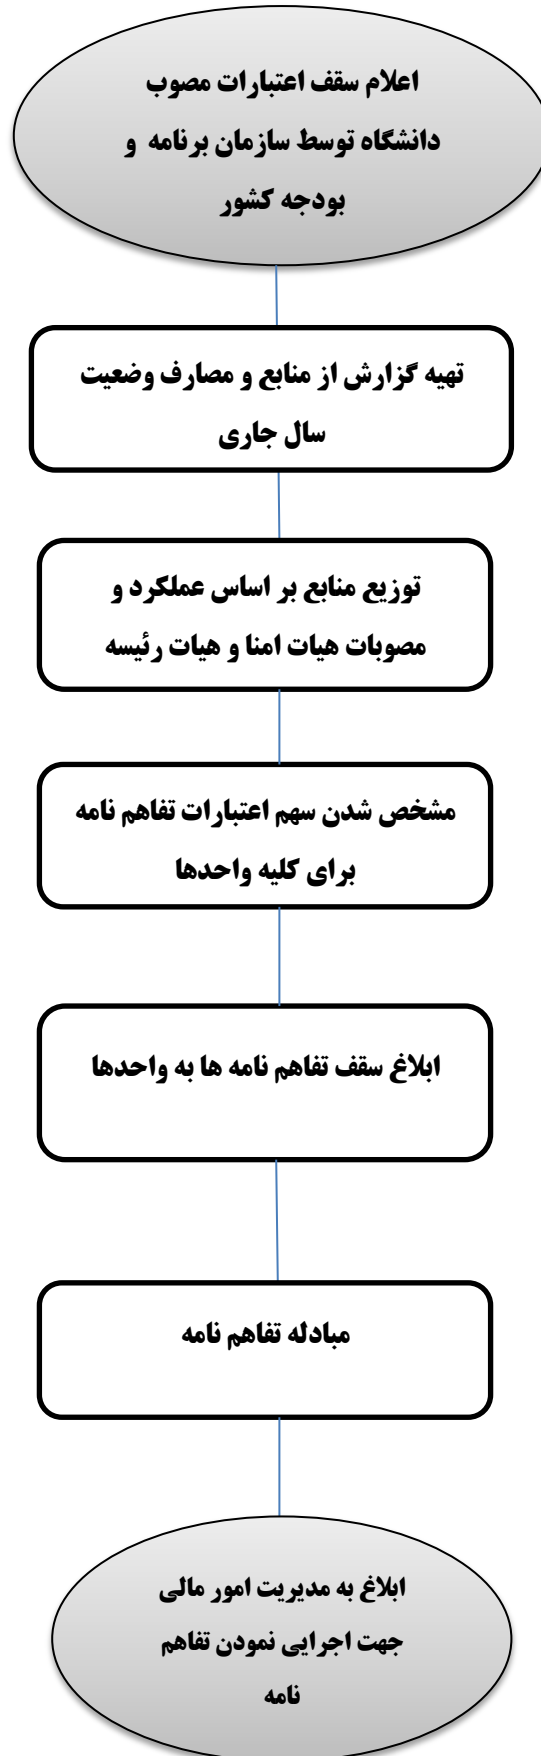 اعلام سقف اعتبارات مصوب
دانشگاه توسط سازمان برنامه و
بودجه کشور
تهیه گزارش از منابع و مصارف وضعیت
سال جاری
توزیع منابع بر اساس عملکرد و
مصوبات هیات امنا و هیات رئیسه
مشخص شدن سهم اعتبارات تفاهم نامه
برای کلیه واحدها
ابلاغ سقف تفاهم نامه ها به واحدها
مبادله تفاهم نامه
ابلاغ به مدیریت امور مالی
جهت اجرایی نمودن تفاهم
نامه